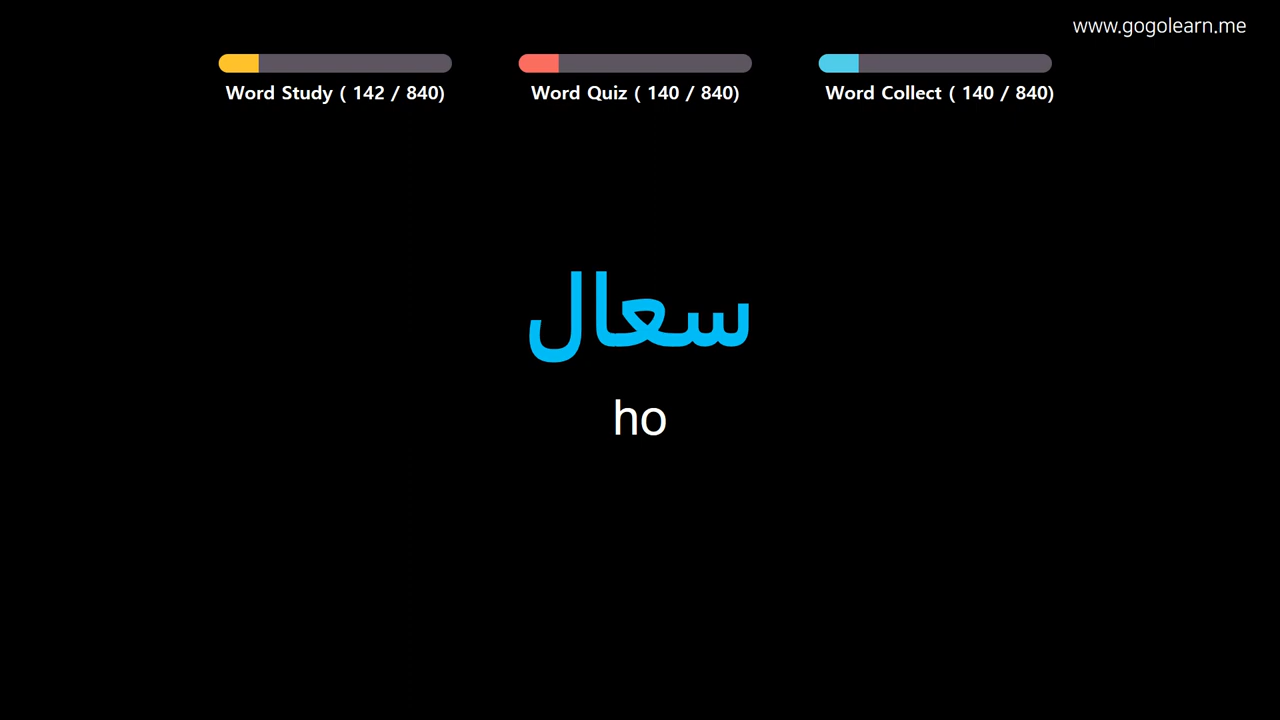 www.gogolearn.me
Word Study ( 142 / 840)
Word Quiz ( 140 / 840)
Word Collect ( 140 / 840)
سعال
ho